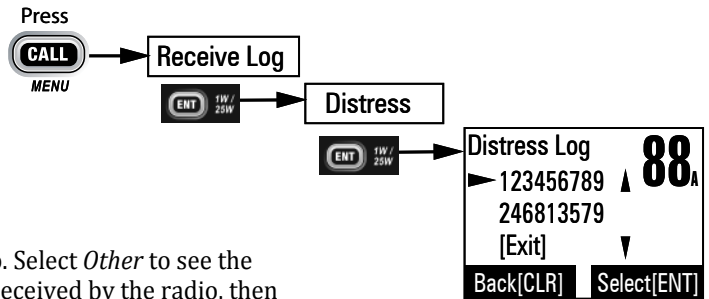 Press
CALL
MENU
Receive Log
ENT 1W / 25W
Distress
ENT 1W / 25W
Distress Log
88A
123456789
246813579
[Exit]
Back[CLR] Select[ENT]
. Select Other to see the
eceived by the radio, then